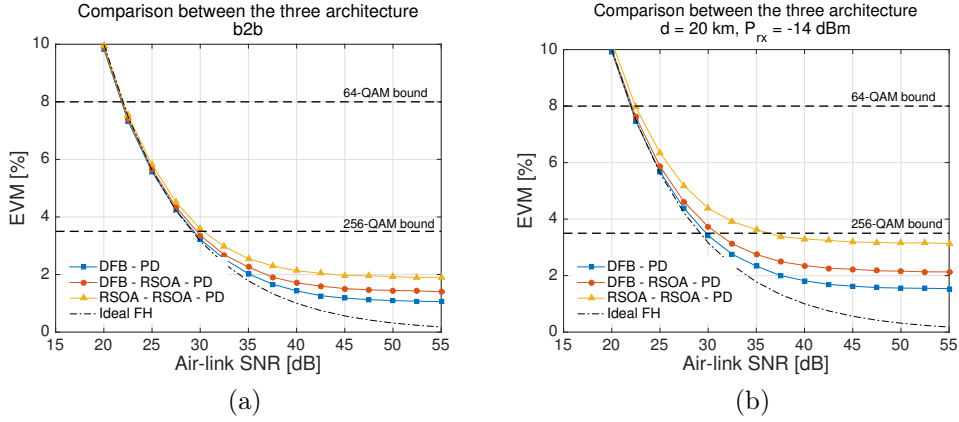 Comparison between the three architecture
b2b
10
8
6
4
2
0
EVM [%]
64-QAM bound
256-QAM bound
DFB - PD
DFB - RSOA - PD
RSOA - RSOA - PD
Ideal FH
15 20 25 30 35 40 45 50 55
Air-link SNR [dB]
(a)
Comparison between the three architecture
d = 20 km, P_rx = -14 dBm
10
8
6
4
2
0
EVM [%]
64-QAM bound
256-QAM bound
DFB - PD
DFB - RSOA - PD
RSOA - RSOA - PD
Ideal FH
15 20 25 30 35 40 45 50 55
Air-link SNR [dB]
(b)